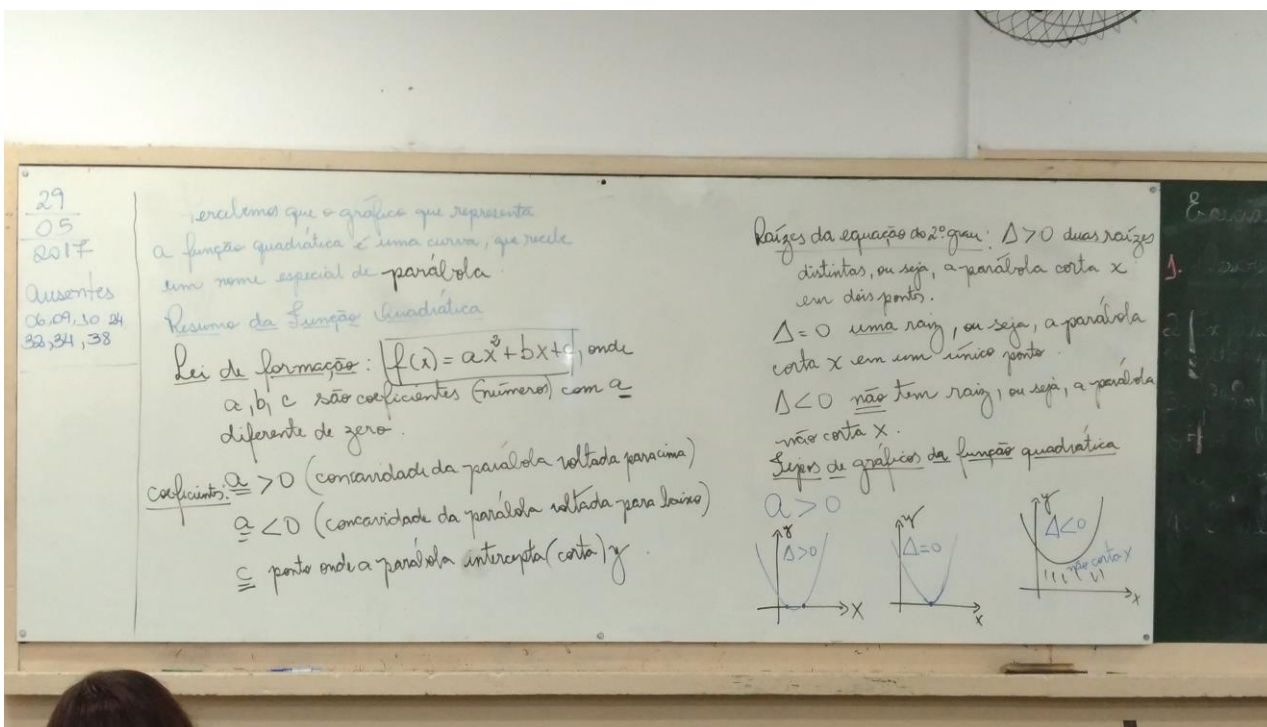 29
05
2017
Ausentes
06,09,10 24
32,34,38
ercebemos que o gráfico que representa
a função quadrática é uma curva, que recebe
um nome especial de parábola
Resumo da Função Quadrática
Lei de formação: f(x) = ax²+bx+c, onde
a, b, c são coeficientes (números) com a
diferente de zero.
coeficientes: a >0 (concavidade da parábola voltada para cima)
a <0 (concavidade da parábola voltada para baixo)
c ponto onde a parábola intercepta (corta) y.
Raízes da equação do 2º grau: Δ>0 duas raízes
distintas, ou seja, a parábola corta x
em dois pontos.
Δ=0 uma raiz, ou seja, a parábola
corta x em um único ponto.
Δ<0 não tem raiz, ou seja, a parábola
não corta x.
Tipos de gráficos da função quadrática
a>0
y Δ>0 x
y Δ=0 x
y Δ<0 não corta x x
1.